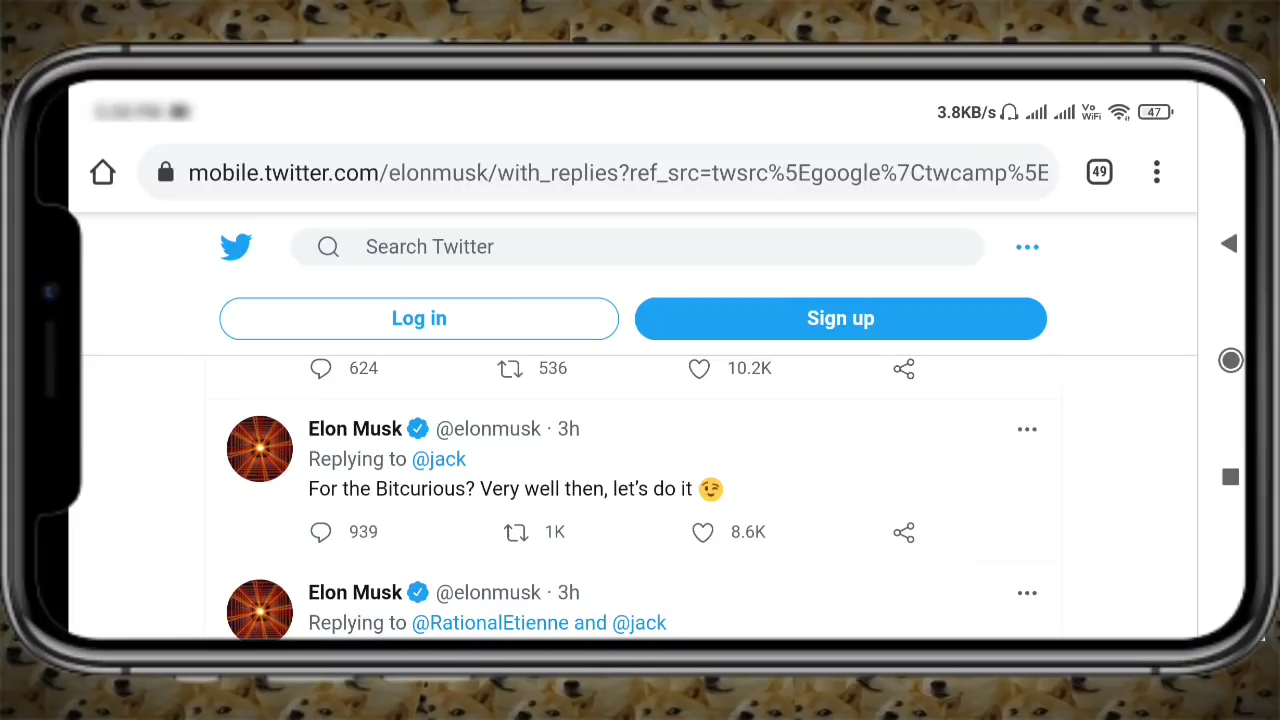 3.8KB/s Vo WiFi 47
mobile.twitter.com/elonmusk/with_replies?ref_src=twsrc%5Egoogle%7Ctwcamp%5E 49
Search Twitter
Log in Sign up
624 536 10.2K
Elon Musk @elonmusk · 3h
Replying to @jack
For the Bitcurious? Very well then, let’s do it 😉
939 1K 8.6K
Elon Musk @elonmusk · 3h
Replying to @RationalEtienne and @jack